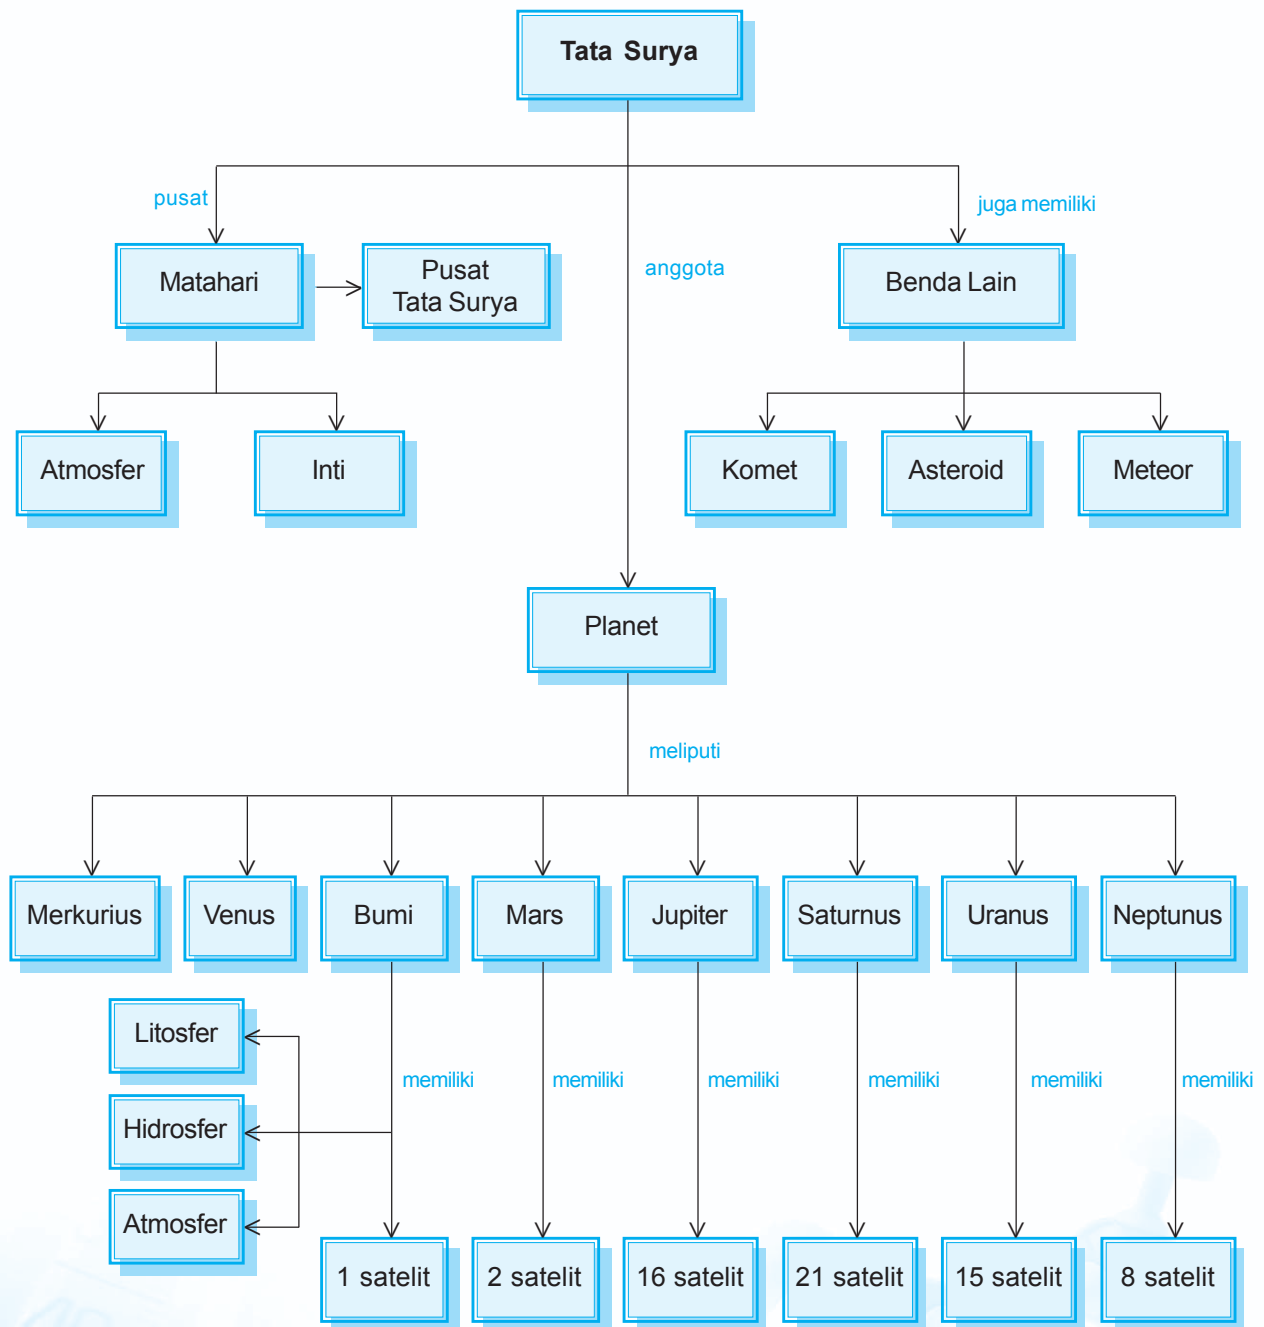 Tata Surya
pusat
juga memiliki
anggota
Matahari
Pusat
Tata Surya
Benda Lain
Atmosfer
Inti
Komet
Asteroid
Meteor
Planet
meliputi
Merkurius
Venus
Bumi
Mars
Jupiter
Saturnus
Uranus
Neptunus
Litosfer
Hidrosfer
Atmosfer
memiliki
memiliki
memiliki
memiliki
memiliki
memiliki
1 satelit
2 satelit
16 satelit
21 satelit
15 satelit
8 satelit